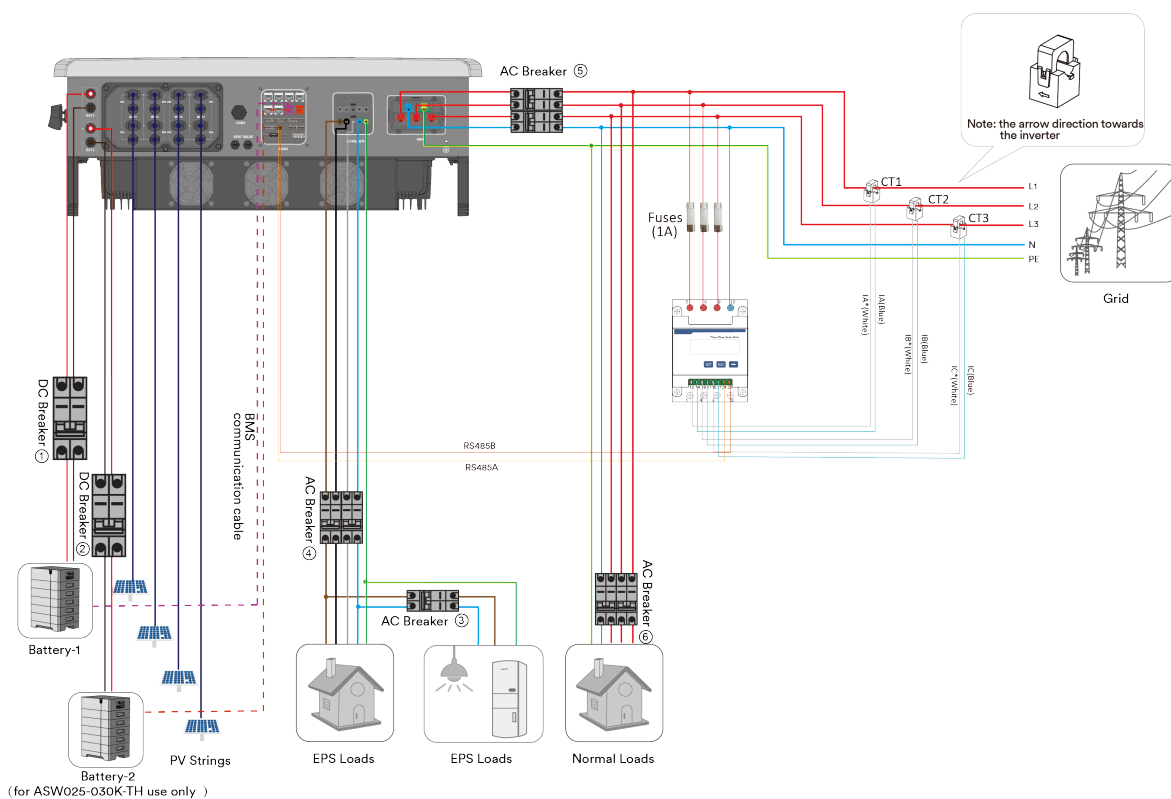 AC Breaker ⑤
Note: the arrow direction towards
the inverter
CT1
CT2
CT3
L1
L2
L3
N
PE
Grid
Fuses
(1A)
IA*(White)
IA(Blue)
IB*(White)
IB(Blue)
IC*(White)
IC(Blue)
RS485B
RS485A
DC Breaker ①
DC Breaker ②
BMS
communication cable
AC Breaker ④
AC Breaker ③
AC Breaker ⑥
Battery-1
Battery-2
(for ASW025-030K-TH use only )
PV Strings
EPS Loads
EPS Loads
Normal Loads